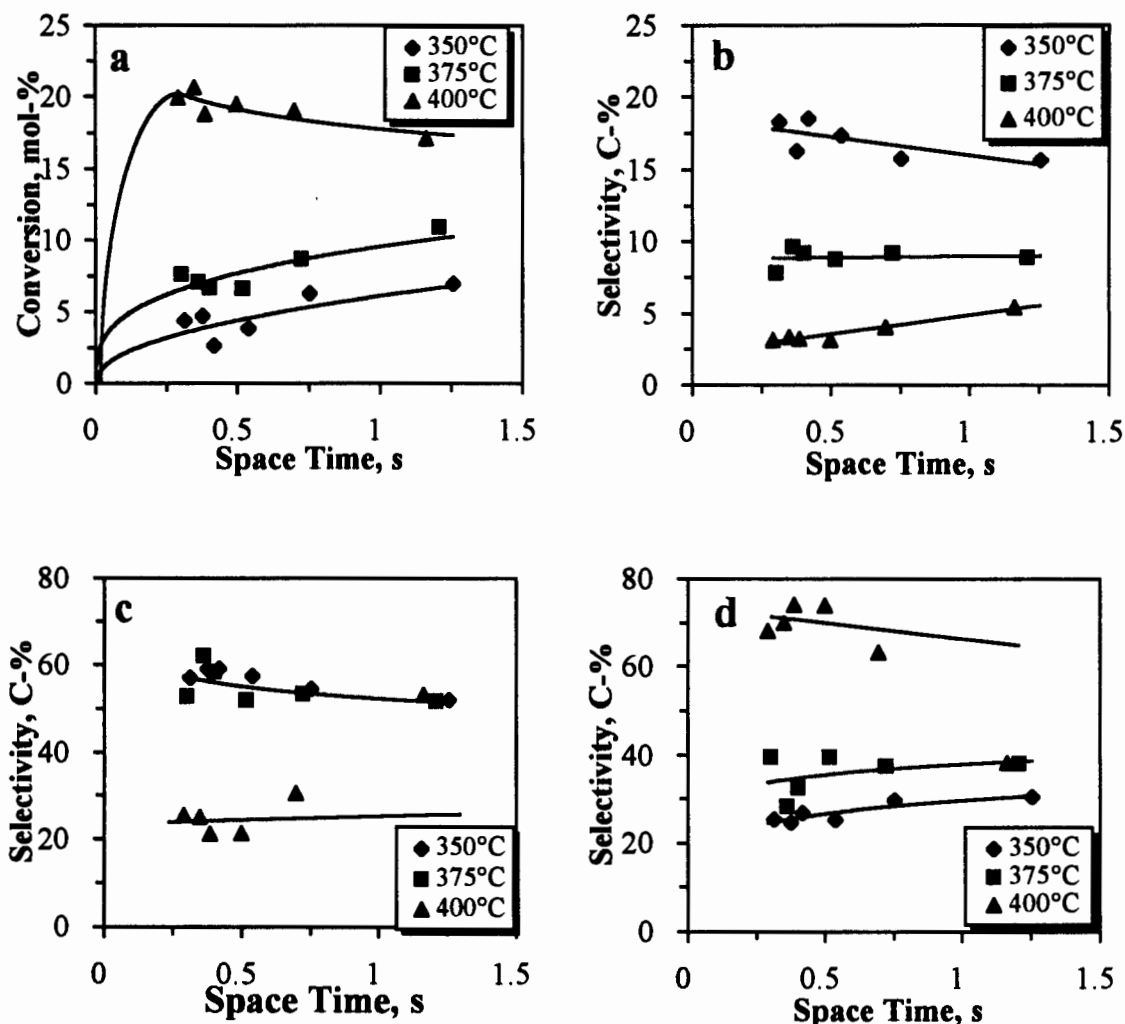 a
25
20
15
10
5
0
Conversion, mol-%
0 0.5 1 1.5
Space Time, s
350°C
375°C
400°C
b
25
20
15
10
5
0
Selectivity, C-%
0 0.5 1 1.5
Space Time, s
350°C
375°C
400°C
c
80
60
40
20
0
Selectivity, C-%
0 0.5 1 1.5
Space Time, s
350°C
375°C
400°C
d
80
60
40
20
0
Selectivity, C-%
0 0.5 1 1.5
Space Time, s
350°C
375°C
400°C